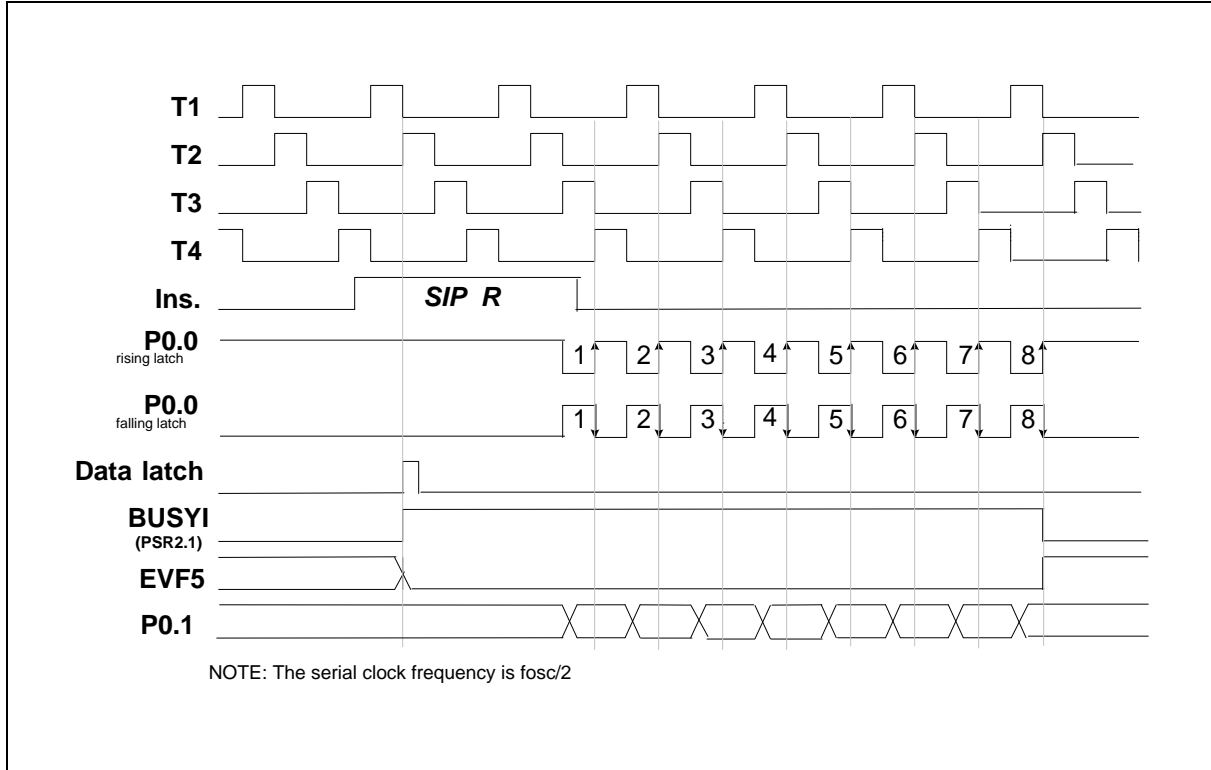 T1
T2
T3
T4
Ins.
SIP R
P0.0
rising latch
1 2 3 4 5 6 7 8
P0.0
falling latch
1 2 3 4 5 6 7 8
Data latch
BUSYI
(PSR2.1)
EVF5
P0.1
NOTE: The serial clock frequency is fosc/2